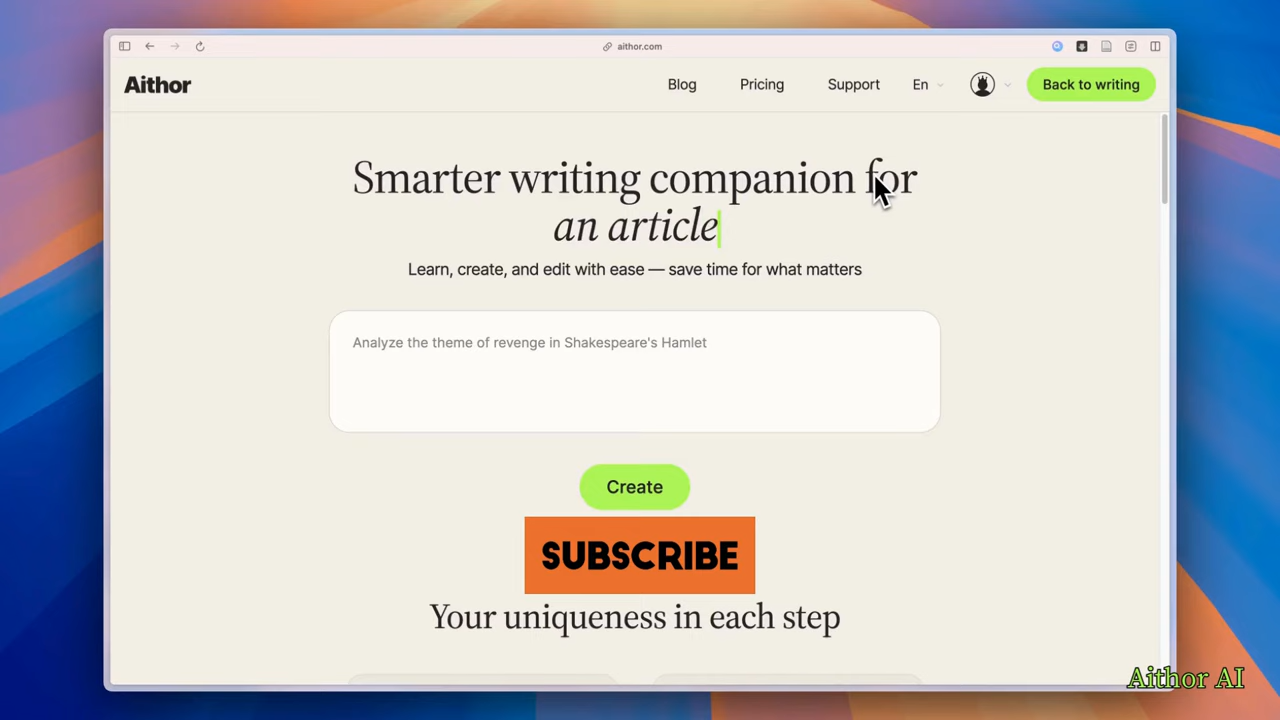 aithor.com
Aithor
Blog Pricing Support En Back to writing
Smarter writing companion for
an article
Learn, create, and edit with ease — save time for what matters
Analyze the theme of revenge in Shakespeare's Hamlet
Create
SUBSCRIBE
Your uniqueness in each step
Aithor AI